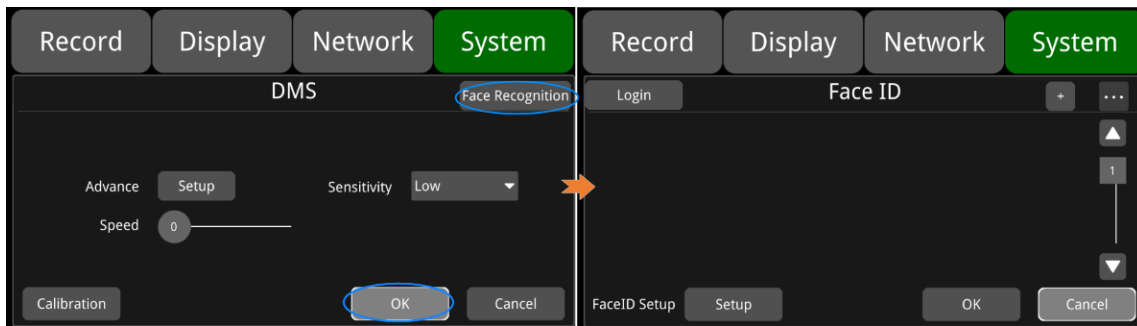 Record Display Network System
DMS
Face Recognition
Advance Setup Sensitivity Low
Speed 0
Calibration OK Cancel
Record Display Network System
Login Face ID + ...
1
FaceID Setup Setup OK Cancel